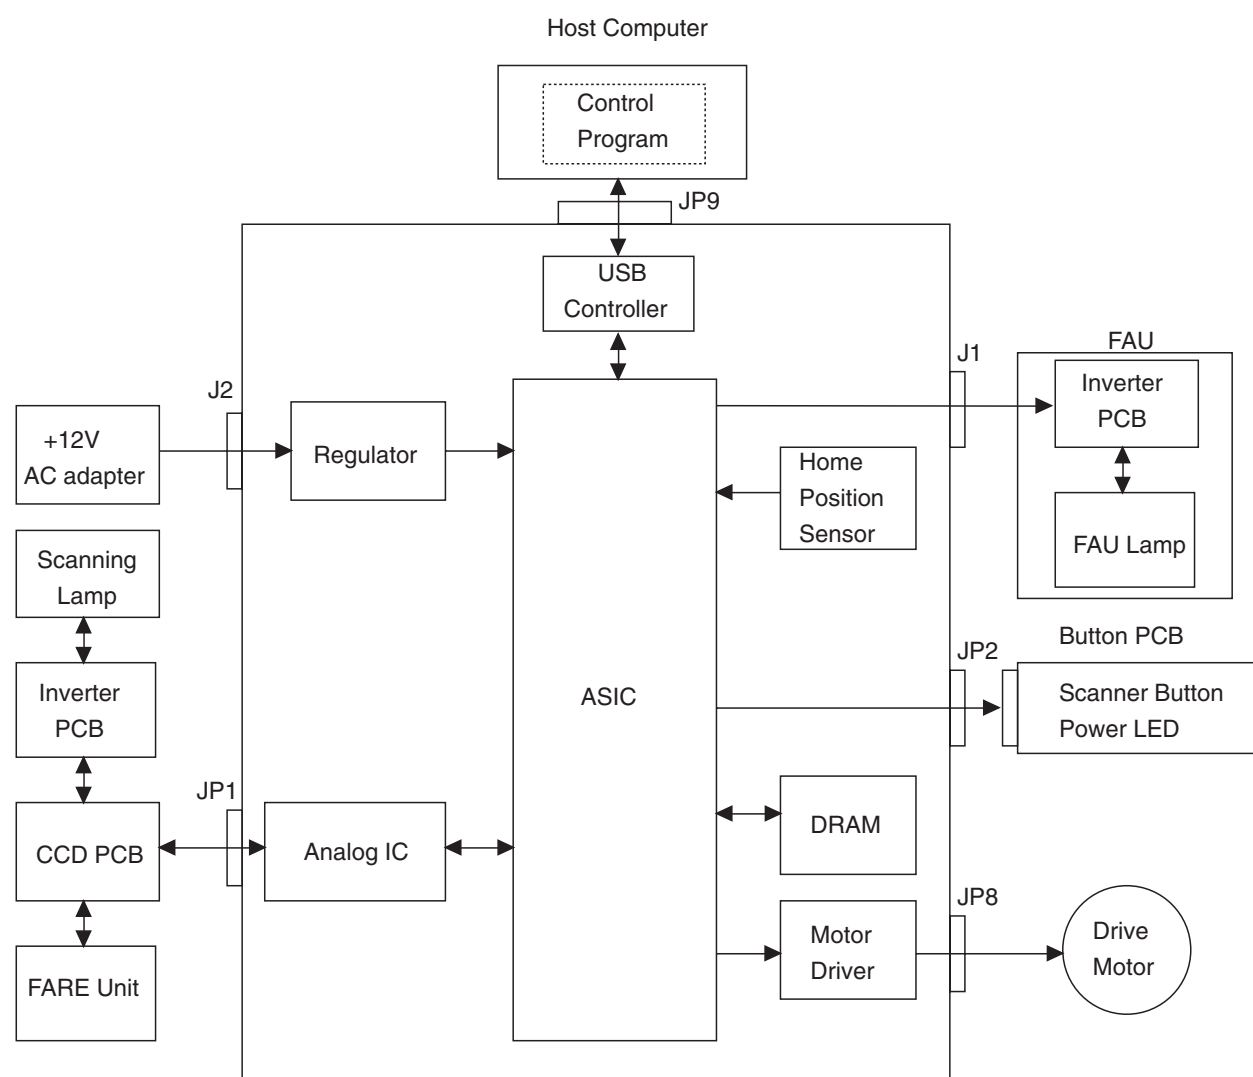 Host Computer
Control
Program
JP9
USB
Controller
J2
+12V
AC adapter
Regulator
J1
FAU
Inverter
PCB
FAU Lamp
Home
Position
Sensor
Scanning
Lamp
Inverter
PCB
JP1
CCD PCB
Analog IC
FARE Unit
ASIC
Button PCB
JP2
Scanner Button
Power LED
DRAM
JP8
Motor
Driver
Drive
Motor